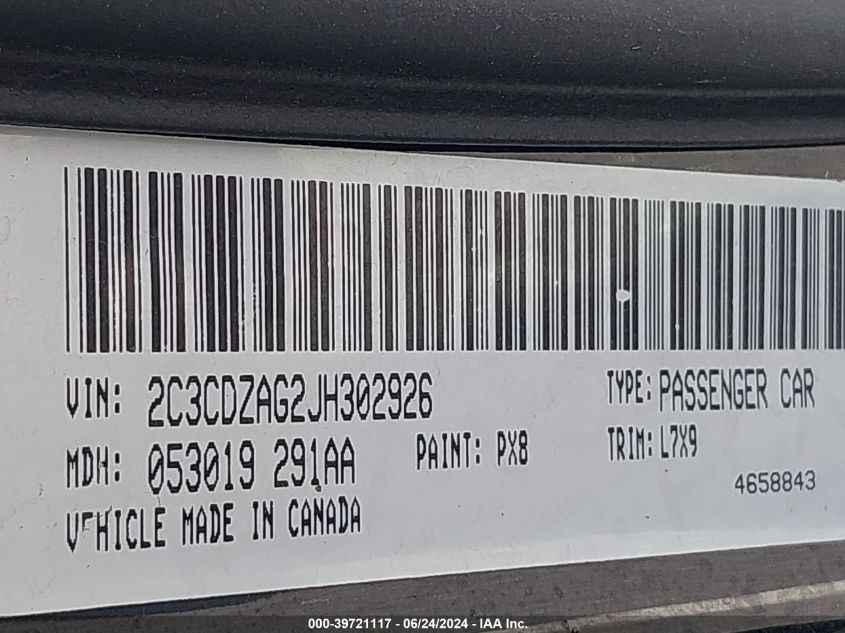 VIN: 2C3CDZAG2JH302926 TYPE: PASSENGER CAR
MDH: 053019 291AA PAINT: PX8 TRIM: L7X9
4658843
VEHICLE MADE IN CANADA
000-39721117 - 06/24/2024 - IAA Inc.